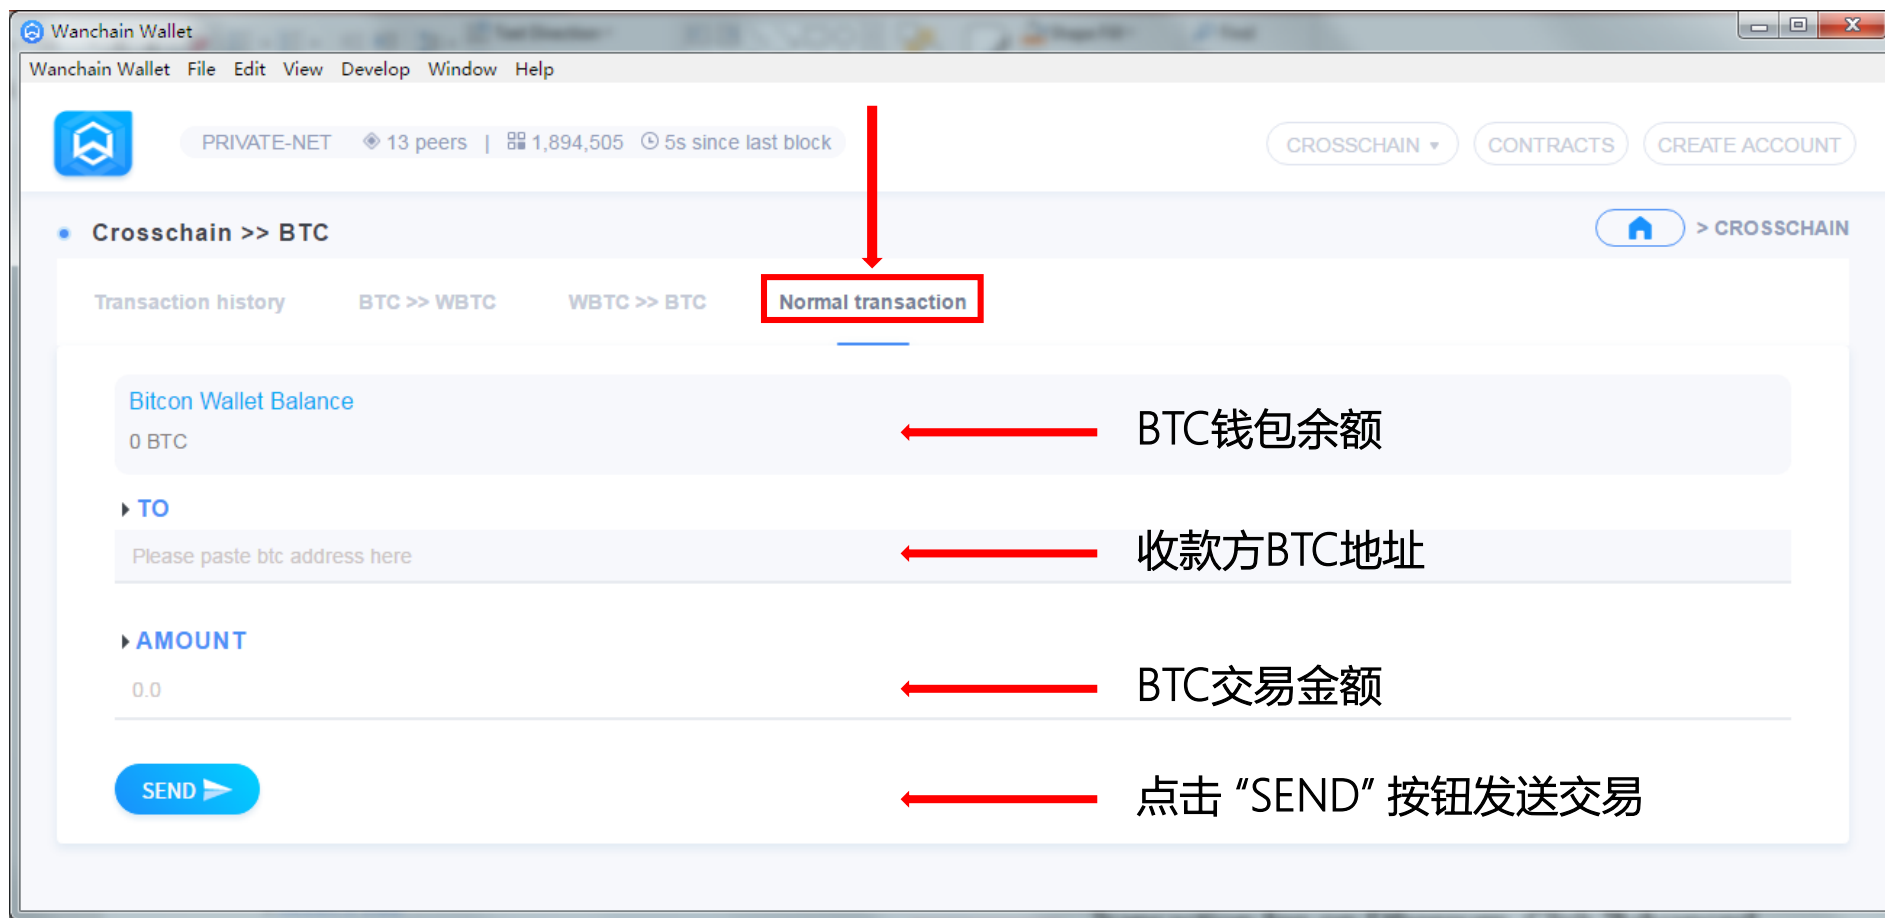 Wanchain Wallet
Wanchain Wallet File Edit View Develop Window Help
PRIVATE-NET 13 peers | 1,894,505 5s since last block
CROSSCHAIN CONTRACTS CREATE ACCOUNT
Crosschain >> BTC
> CROSSCHAIN
Transaction history BTC >> WBTC WBTC >> BTC Normal transaction
Bitcon Wallet Balance
0 BTC
BTC钱包余额
TO
Please paste btc address here
收款方BTC地址
AMOUNT
0.0
BTC交易金额
SEND
点击 “SEND” 按钮发送交易